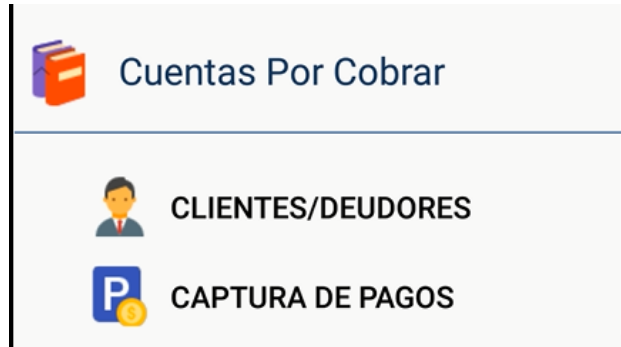 Cuentas Por Cobrar
CLIENTES/DEUDORES
P
$
CAPTURA DE PAGOS